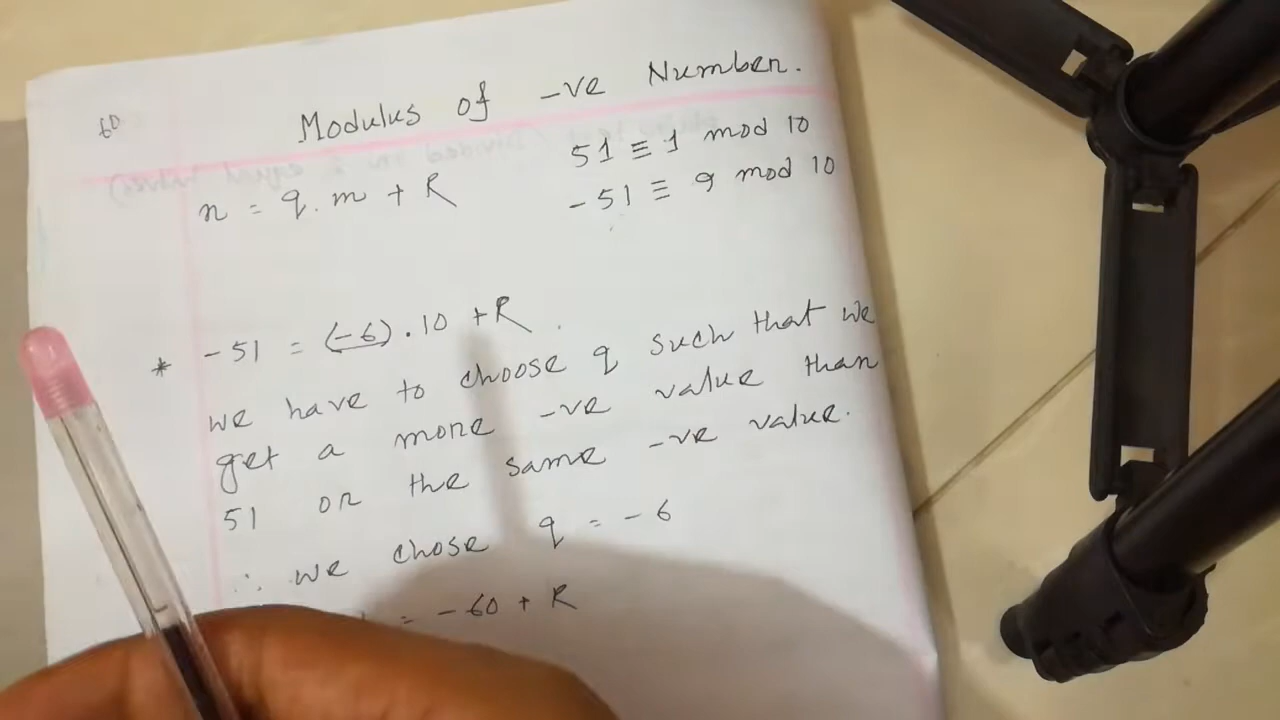 60
Modulus of -ve Number.
n = q. m + R
51 ≡ 1 mod 10
-51 ≡ 9 mod 10
* -51 = (-6) . 10 + R .
we have to choose q such that we
get a more -ve value than
51 or the same -ve value.
∴ we chose q = -6
= -60 + R